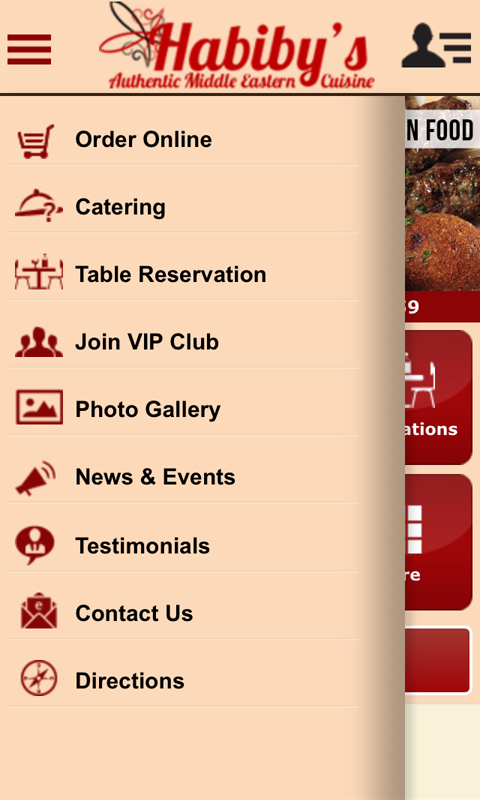 Habiby's
Authentic Middle Eastern Cuisine
N FOOD
Order Online
Catering
Table Reservation
59
Join VIP Club
Photo Gallery
ations
News & Events
Testimonials
re
Contact Us
Directions